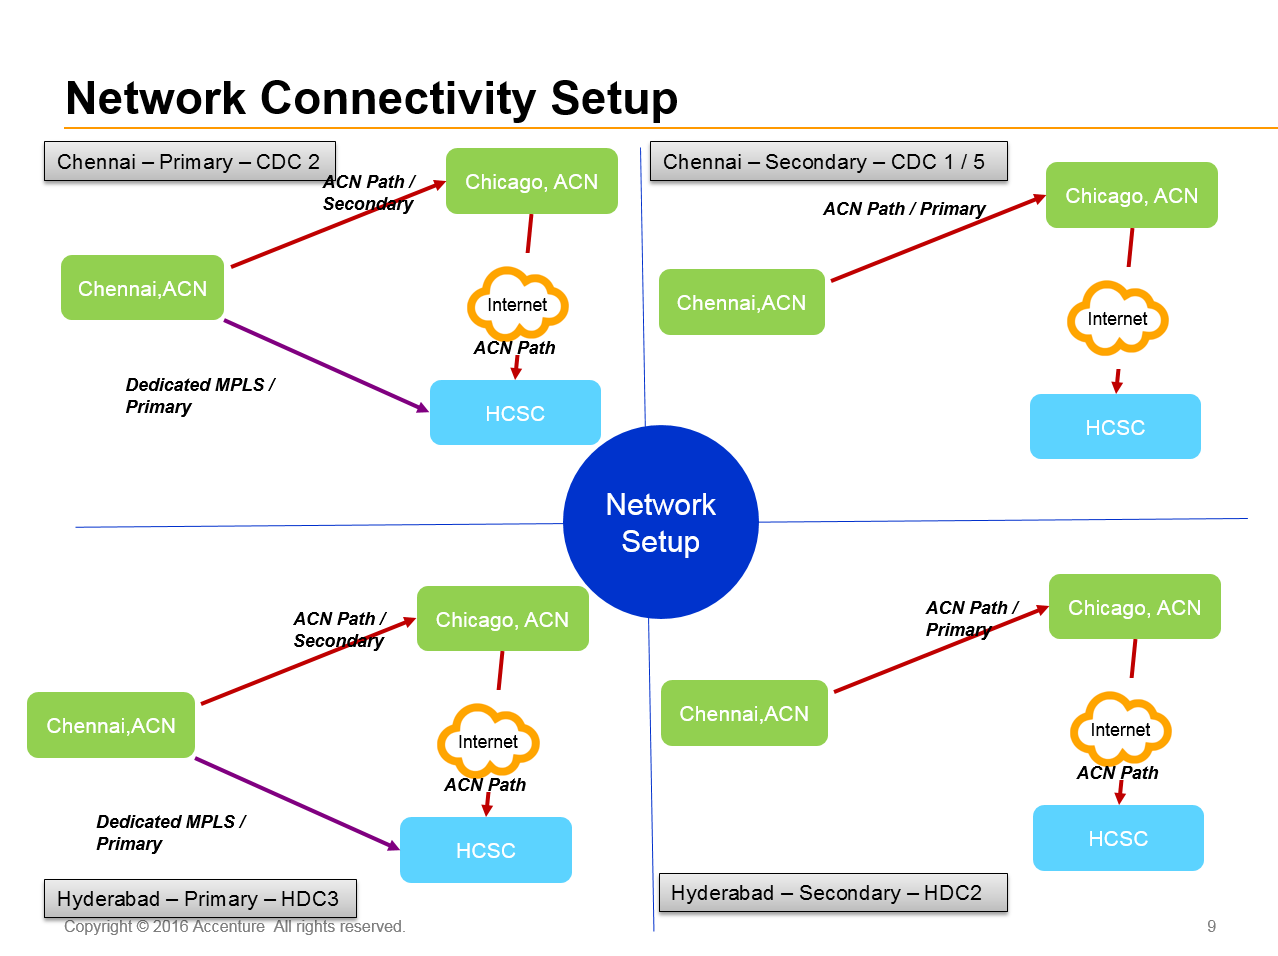 Network Connectivity Setup
Chennai – Primary – CDC 2
ACN Path /
Secondary
Chicago, ACN
Chennai,ACN
Internet
ACN Path
Dedicated MPLS /
Primary
HCSC
Chennai – Secondary – CDC 1 / 5
ACN Path / Primary
Chicago, ACN
Chennai,ACN
Internet
HCSC
Network
Setup
ACN Path /
Secondary
Chicago, ACN
Chennai,ACN
Internet
ACN Path
Dedicated MPLS /
Primary
HCSC
Hyderabad – Primary – HDC3
ACN Path /
Primary
Chicago, ACN
Chennai,ACN
Internet
ACN Path
HCSC
Hyderabad – Secondary – HDC2
Copyright © 2016 Accenture  All rights reserved.
9